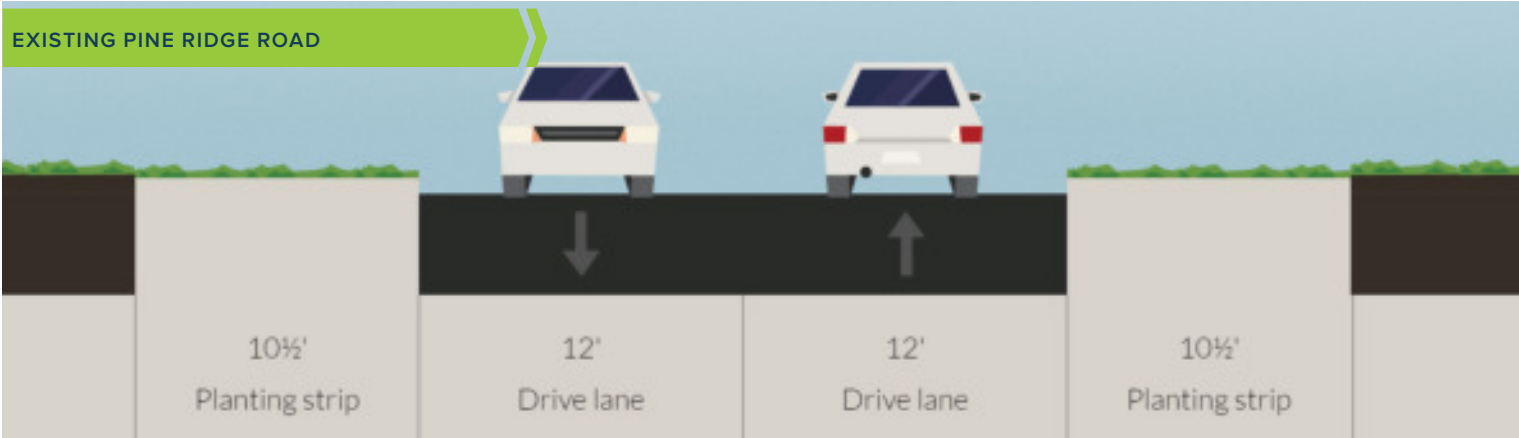 EXISTING PINE RIDGE ROAD
10½'
Planting strip
12'
Drive lane
12'
Drive lane
10½'
Planting strip